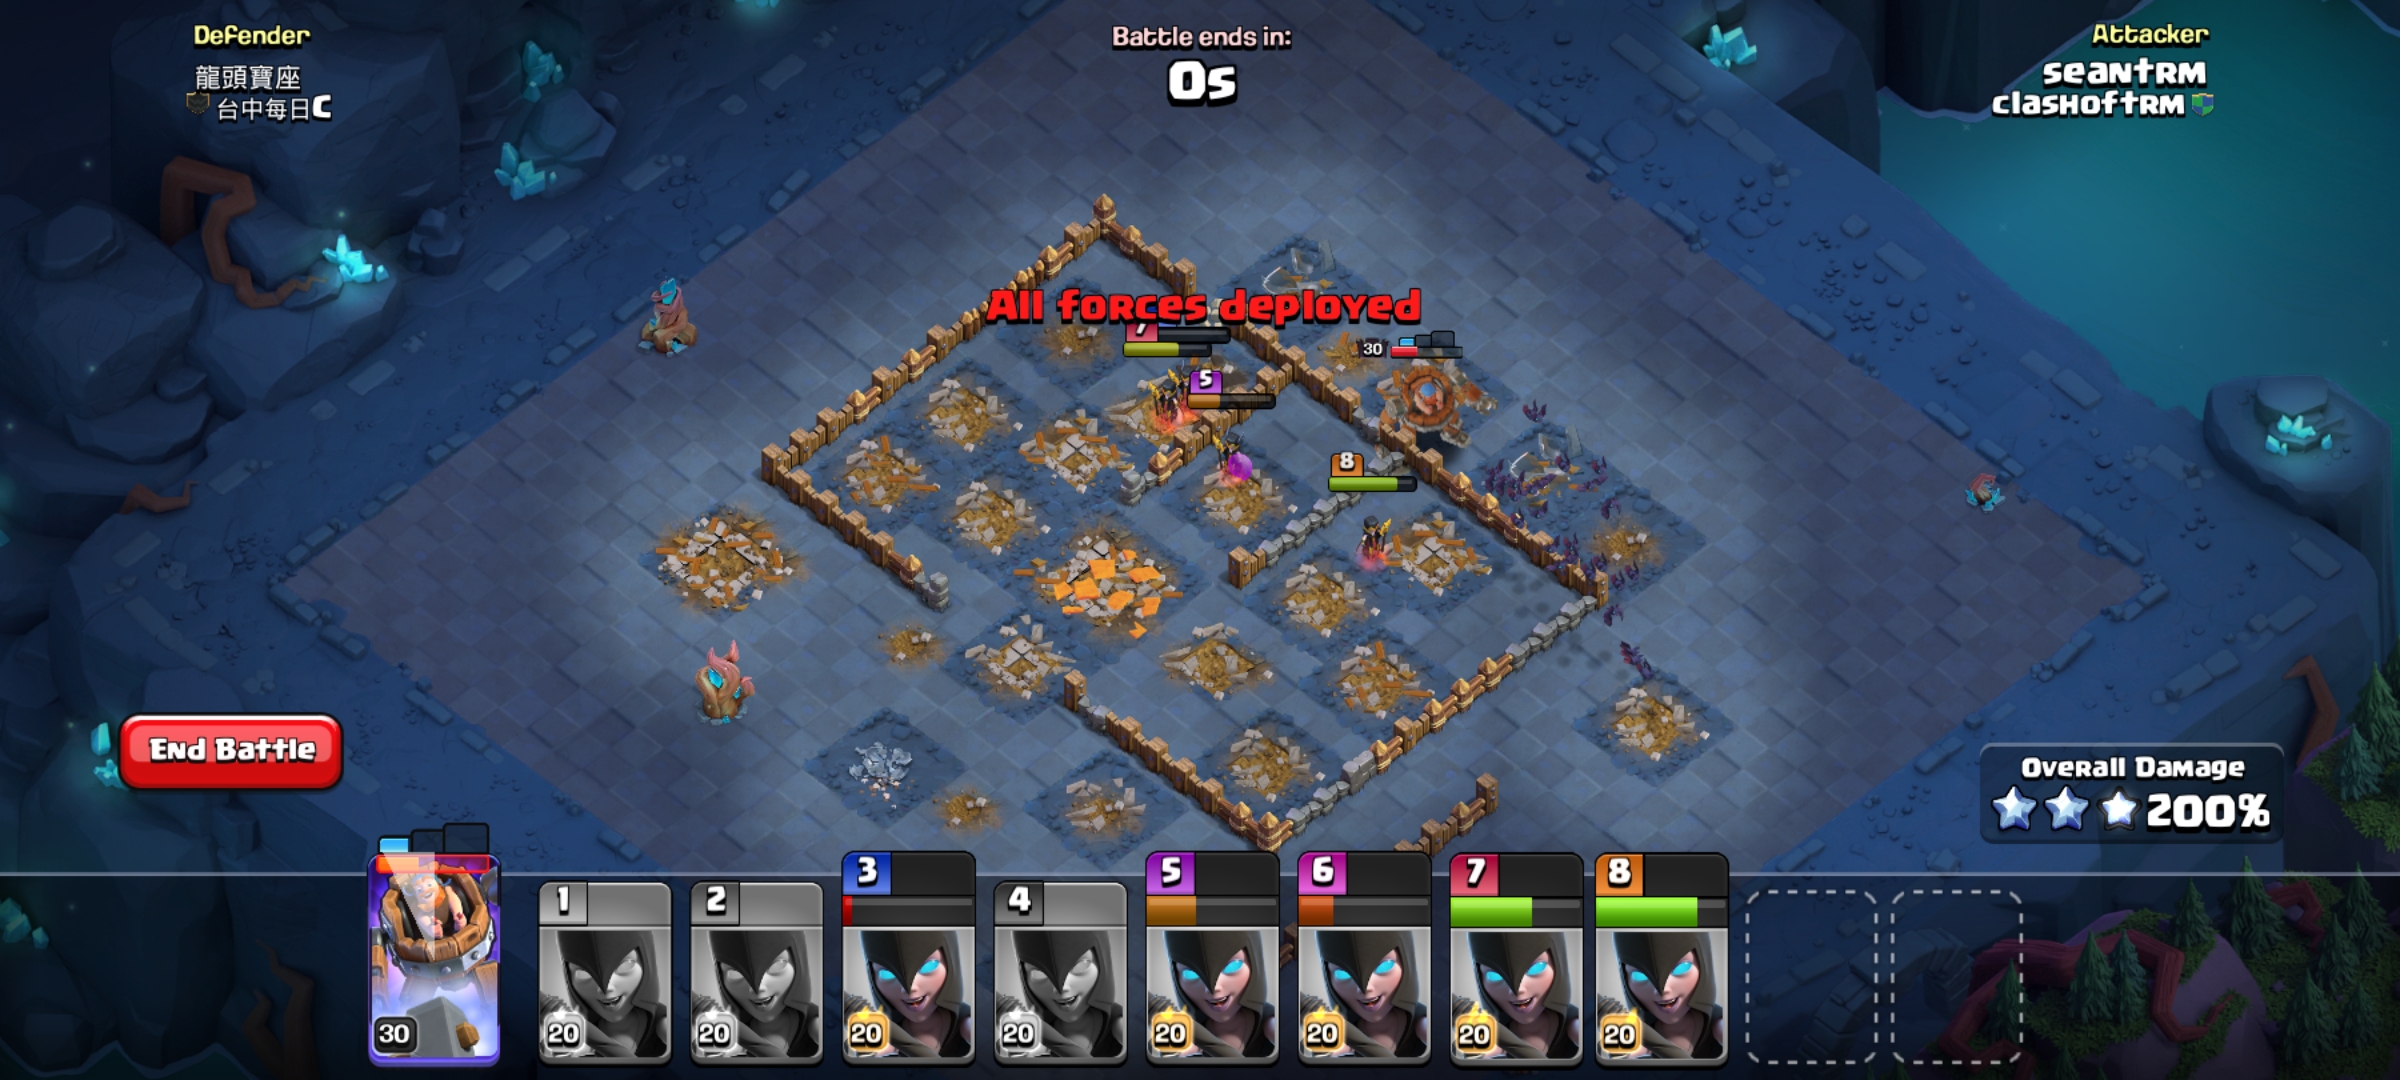 Defender
龍頭寶座
台中每日C
Battle ends in:
0s
Attacker
seantRM
clashoftRM
All forces deployed
7
5
30
8
End Battle
Overall Damage
200%
30
1
20
2
20
3
20
4
20
5
20
6
20
7
20
8
20